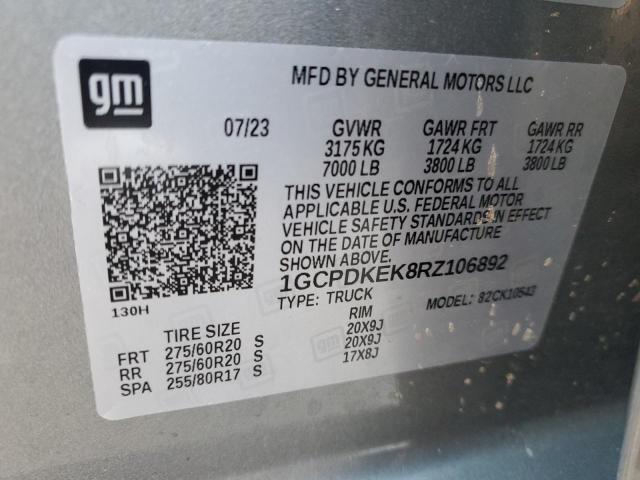 gm
MFD BY GENERAL MOTORS LLC
07/23 GVWR GAWR FRT GAWR RR
3175 KG 1724 KG 1724 KG
7000 LB 3800 LB 3800 LB
THIS VEHICLE CONFORMS TO ALL
APPLICABLE U.S. FEDERAL MOTOR
VEHICLE SAFETY STANDARDS IN EFFECT
ON THE DATE OF MANUFACTURE
SHOWN ABOVE.
1GCPDKEK8RZ106892
TYPE: TRUCK MODEL: 82CK10543
130H
TIRE SIZE RIM
FRT 275/60R20 S 20X9J
RR 275/60R20 S 20X9J
SPA 255/80R17 S 17X8J